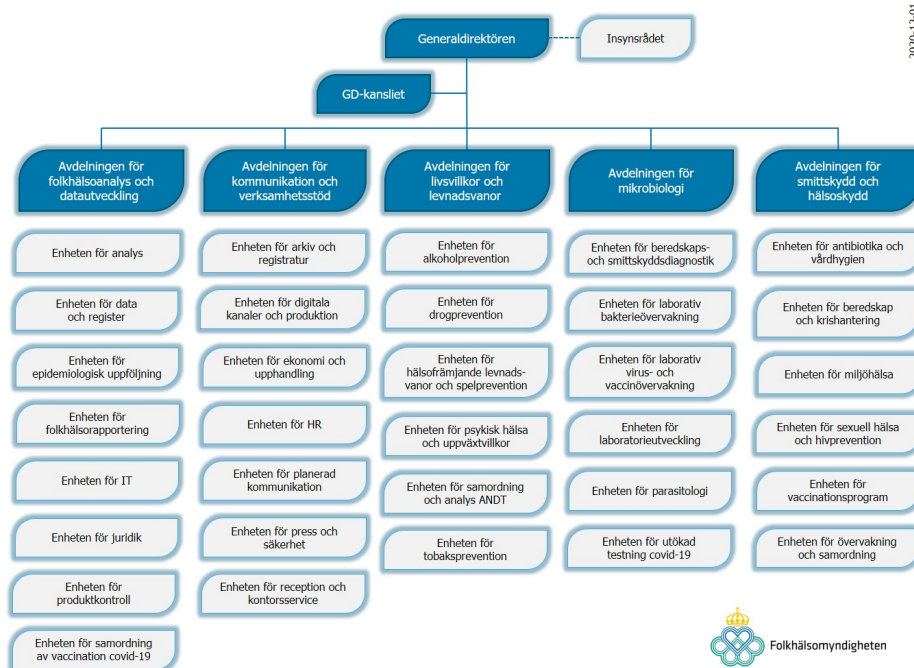 2020-12-01
Generaldirektören
Insynsrådet
GD-kansliet
Avdelningen för
folkhälsoanalys och
datautveckling
Enheten för analys
Enheten för data
och register
Enheten för
epidemiologisk uppföljning
Enheten för
folkhälsorapportering
Enheten för IT
Enheten för juridik
Enheten för
produktkontroll
Enheten för samordning
av vaccination covid-19
Avdelningen för
kommunikation och
verksamhetsstöd
Enheten för arkiv och
registratur
Enheten för digitala
kanaler och produktion
Enheten för ekonomi och
upphandling
Enheten för HR
Enheten för planerad
kommunikation
Enheten för press och
säkerhet
Enheten för reception och
kontorsservice
Avdelningen för
livsvillkor och
levnadsvanor
Enheten för
alkoholprevention
Enheten för
drogprevention
Enheten för
hälsofrämjande levnads-
vanor och spelprevention
Enheten för psykisk hälsa
och uppväxtvillkor
Enheten för samordning
och analys ANDT
Enheten för
tobaksprevention
Avdelningen för
mikrobiologi
Enheten för beredskaps-
och smittskyddsdiagnostik
Enheten för laborativ
bakterieövervakning
Enheten för laborativ
virus- och
vaccinövervakning
Enheten för
laboratorieutveckling
Enheten för parasitologi
Enheten för utökad
testning covid-19
Avdelningen för
smittskydd och
hälsoskydd
Enheten för antibiotika och
vårdhygien
Enheten för beredskap
och krishantering
Enheten för miljöhälsa
Enheten för sexuell hälsa
och hivprevention
Enheten för
vaccinationsprogram
Enheten för övervakning
och samordning
Folkhälsomyndigheten